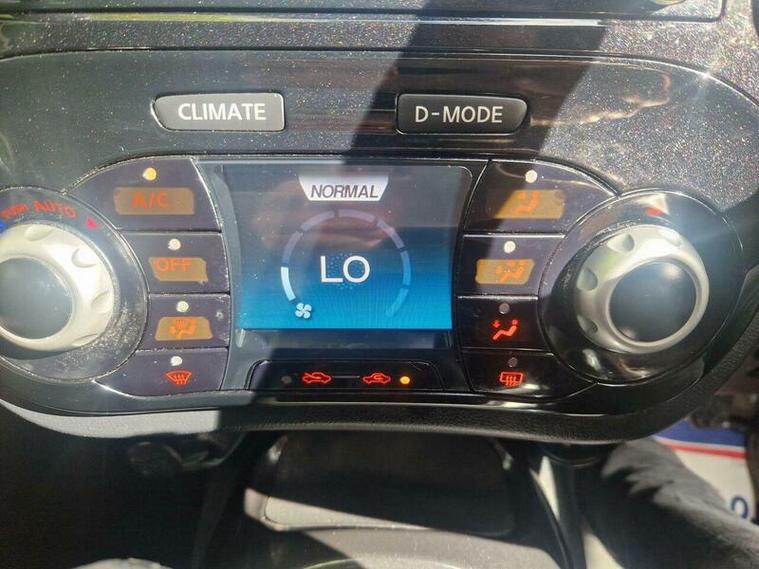 CLIMATE
D-MODE
NORMAL
A/C
AUTO
LO
OFF